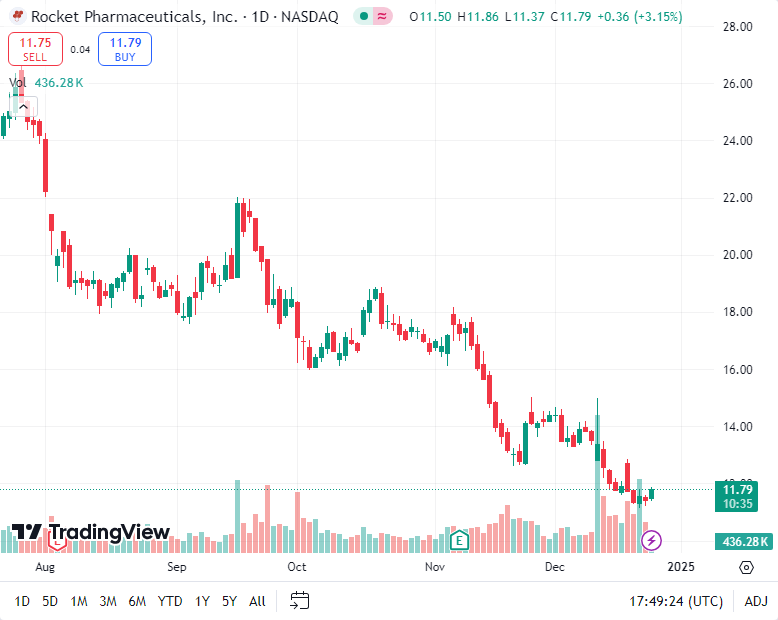 Rocket Pharmaceuticals, Inc. · 1D · NASDAQ ≈ O11.50 H11.86 L11.37 C11.79 +0.36 (+3.15%)
11.75 SELL
0.04
11.79 BUY
Vol 436.28K
28.00
26.00
24.00
22.00
20.00
18.00
16.00
14.00
11.79
10:35
436.28K
TradingView
E
E
Aug Sep Oct Nov Dec 2025
1D 5D 1M 3M 6M YTD 1Y 5Y All 17:49:24 (UTC) ADJ